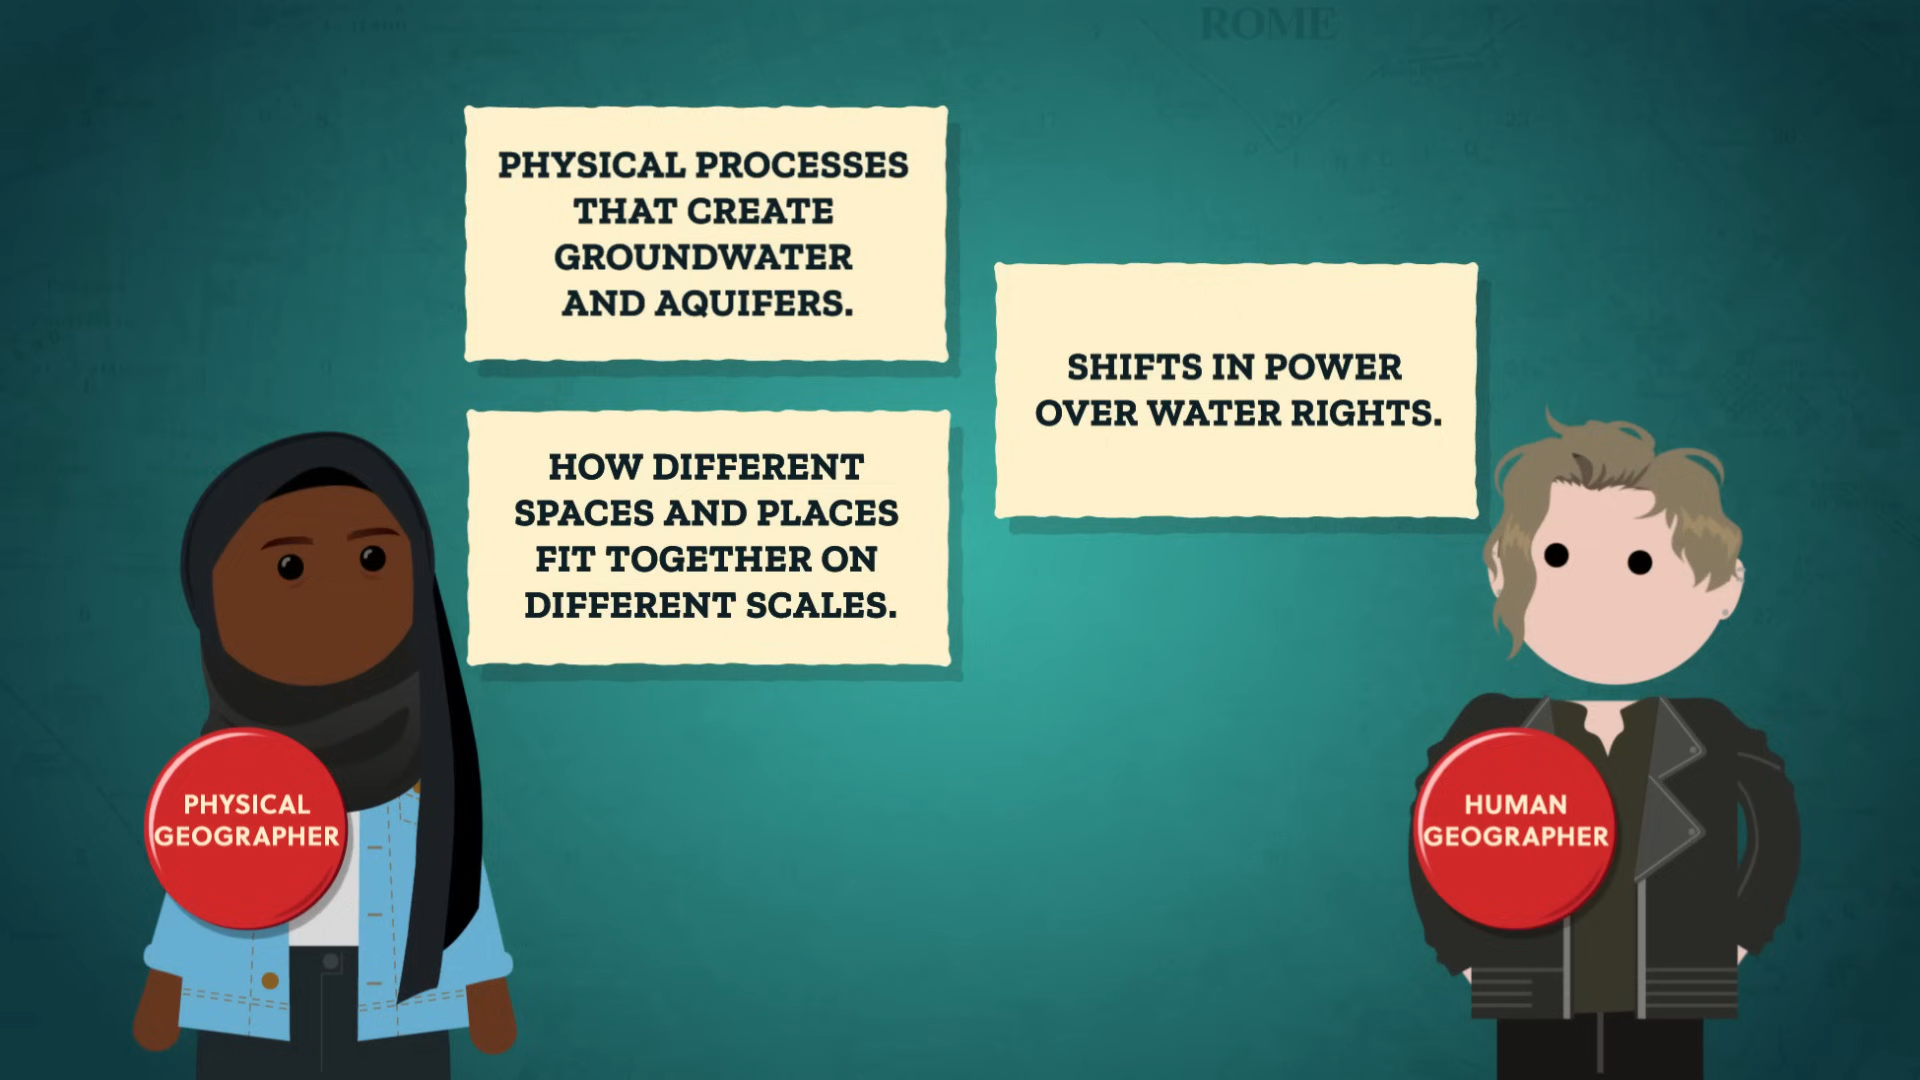 ROME
PHYSICAL PROCESSES
THAT CREATE
GROUNDWATER
AND AQUIFERS.
HOW DIFFERENT
SPACES AND PLACES
FIT TOGETHER ON
DIFFERENT SCALES.
SHIFTS IN POWER
OVER WATER RIGHTS.
PHYSICAL
GEOGRAPHER
HUMAN
GEOGRAPHER